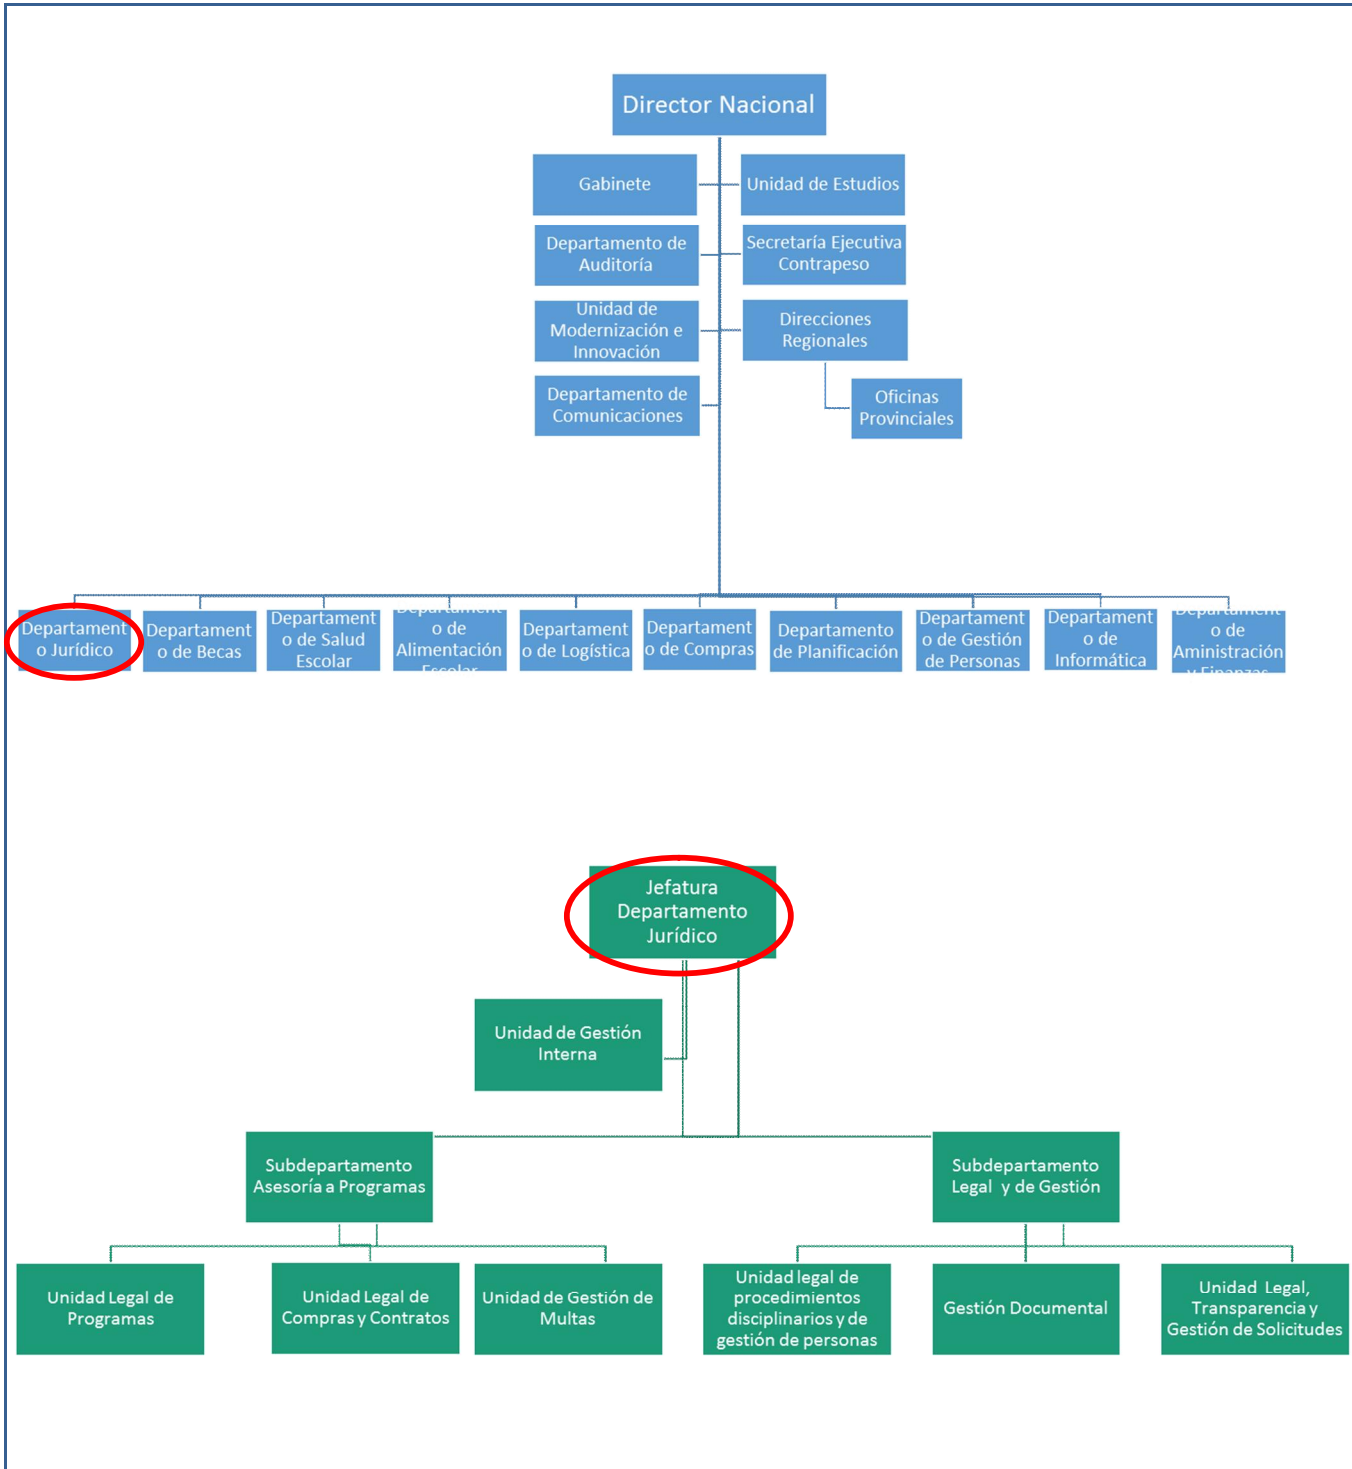 Director Nacional
Gabinete
Unidad de Estudios
Departamento de
Auditoría
Secretaría Ejecutiva
Contrapeso
Unidad de
Modernización e
Innovación
Direcciones
Regionales
Departamento de
Comunicaciones
Oficinas
Provinciales
Departament
o Jurídico
Departament
o de Becas
Departament
o de Salud
Escolar
Departament
o de
Alimentación
Escolar
Departament
o de Logística
Departament
o de Compras
Departamento
de Planificación
Departament
o de Gestión
de Personas
Departament
o de
Informática
Departament
o de
Aministración
y Finanzas
Jefatura
Departamento
Jurídico
Unidad de Gestión
Interna
Subdepartamento
Asesoría a Programas
Subdepartamento
Legal y de Gestión
Unidad Legal de
Programas
Unidad Legal de
Compras y Contratos
Unidad de Gestión de
Multas
Unidad legal de
procedimientos
disciplinarios y de
gestión de personas
Gestión Documental
Unidad Legal,
Transparencia y
Gestión de Solicitudes